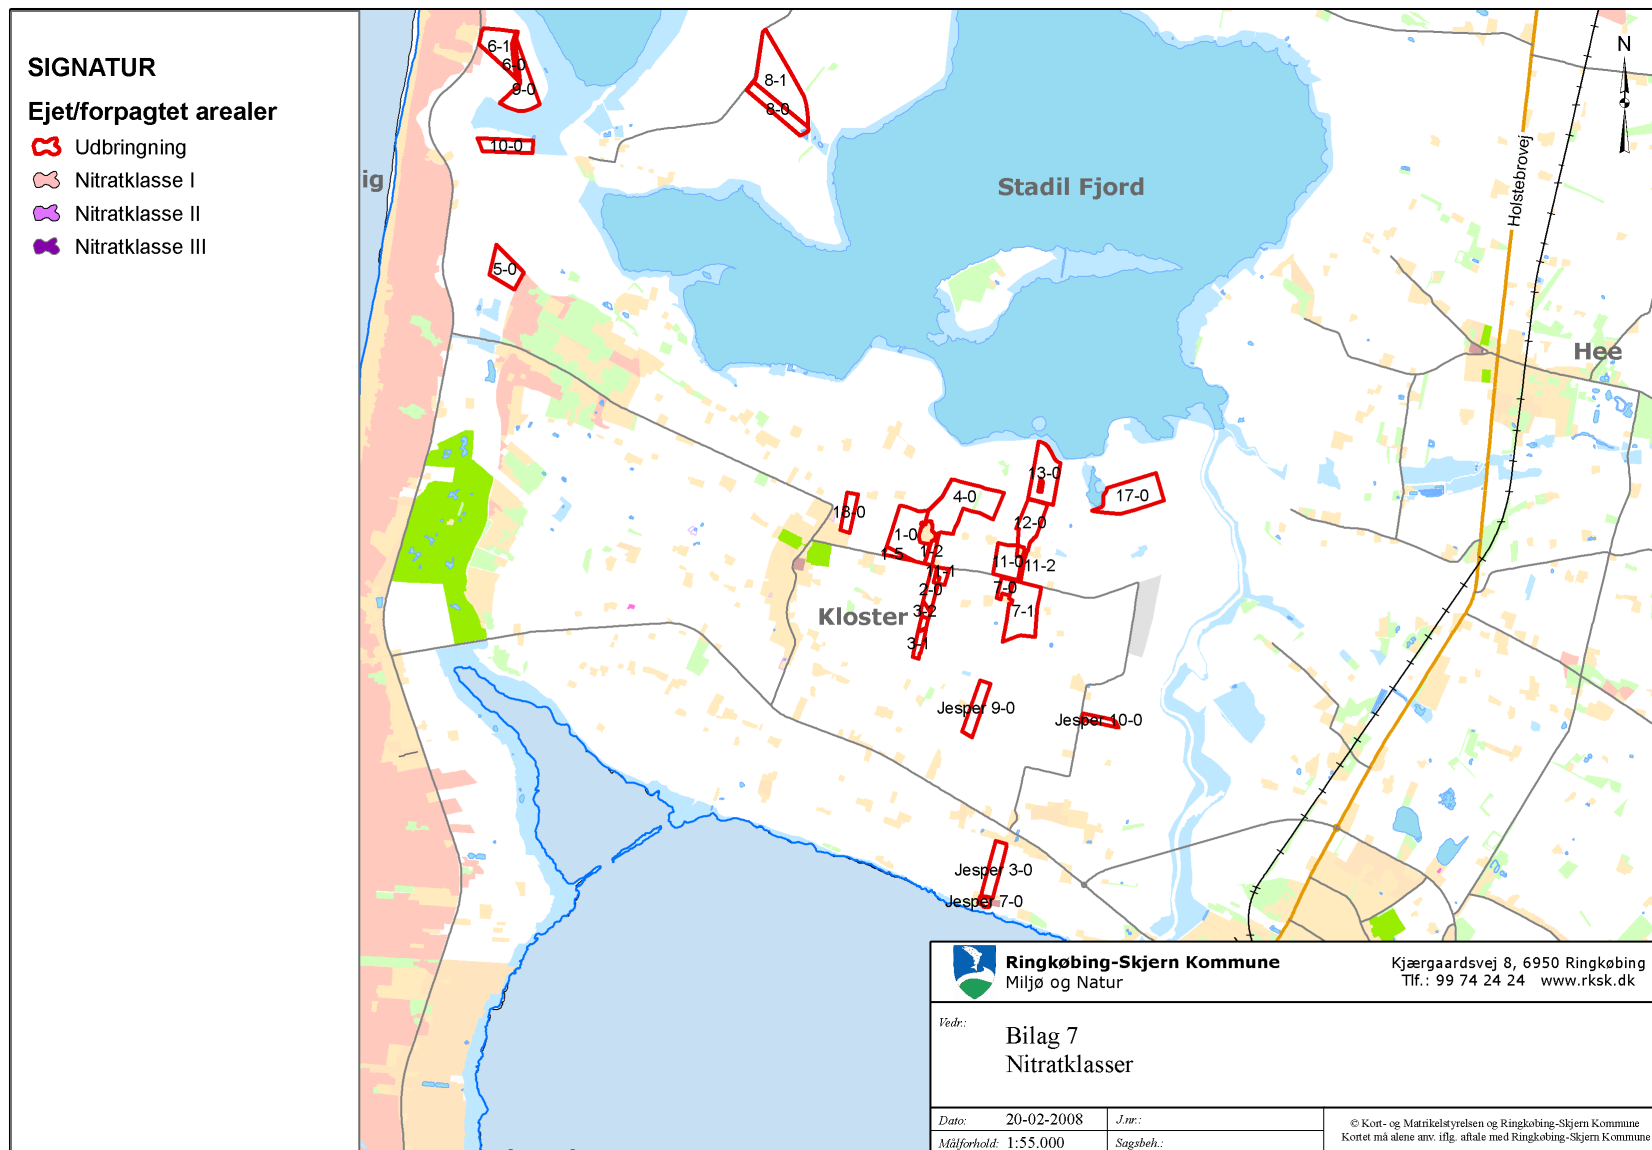 SIGNATUR
Ejet/forpagtet arealer
Udbringning
Nitratklasse I
Nitratklasse II
Nitratklasse III
ig
Stadil Fjord
Holstebrovej
N
Hee
Kloster
6-1
6-0
9-0
10-0
8-1
8-0
5-0
4-0
13-0
17-0
18-0
1-0
12-0
1-5
1-2
11-0
11-2
11-1
2-0
7-0
3-2
7-1
3-1
Jesper 9-0
Jesper 10-0
Jesper 3-0
Jesper 7-0
Ringkøbing-Skjern Kommune
Miljø og Natur
Kjærgaardsvej 8, 6950 Ringkøbing
Tlf.: 99 74 24 24 www.rksk.dk
Vedr.:
Bilag 7
Nitratklasser
Dato: 20-02-2008
J.nr.:
Målforhold: 1:55.000
Sagsbeh.:
© Kort- og Matrikelstyrelsen og Ringkøbing-Skjern Kommune
Kortet må alene anv. iflg. aftale med Ringkøbing-Skjern Kommune